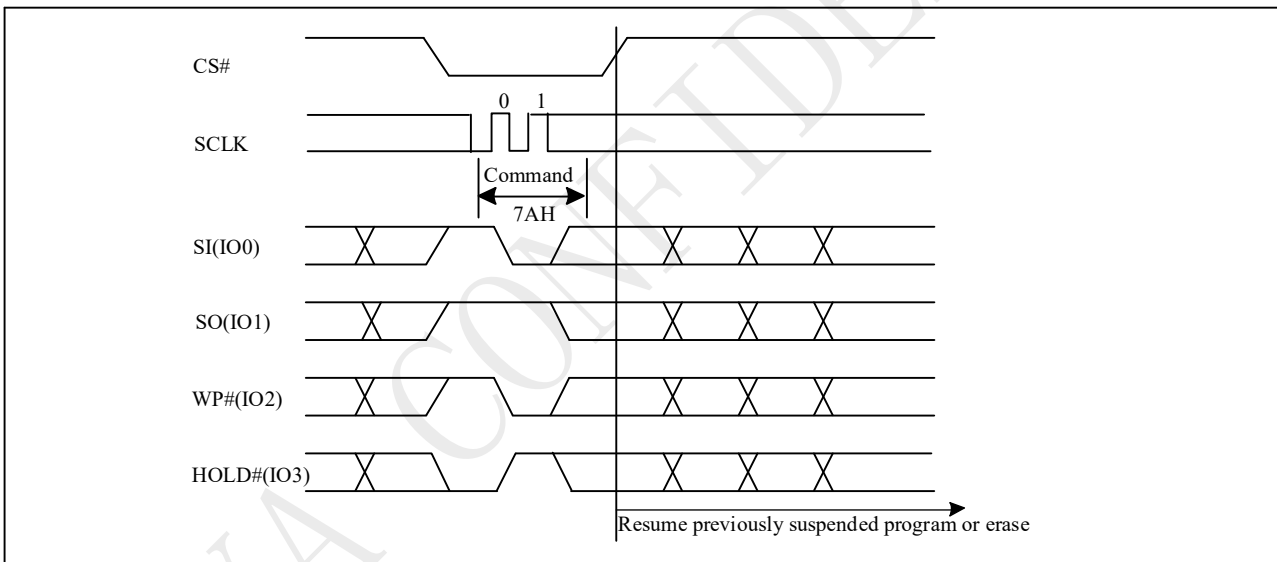 CS#
0 1
SCLK
Command
7AH
SI(IO0)
SO(IO1)
WP#(IO2)
HOLD#(IO3)
Resume previously suspended program or erase